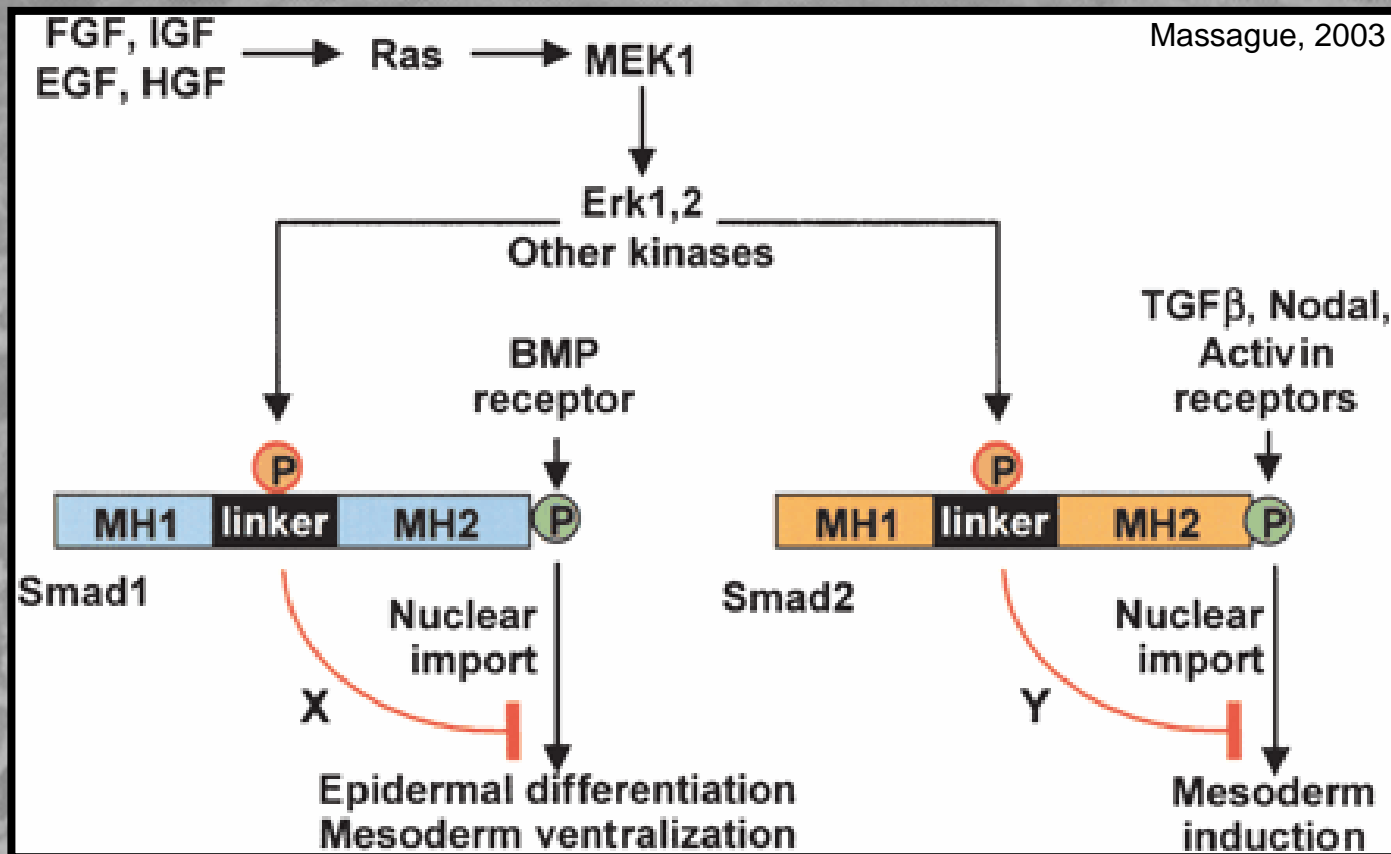 Massague, 2003
FGF, IGF
EGF, HGF
Ras
MEK1
Erk1,2
Other kinases
BMP
receptor
TGFβ, Nodal,
Activin
receptors
P
P
MH1 linker MH2
P
P
MH1 linker MH2
Smad1
Smad2
Nuclear
import
Nuclear
import
X
Y
Epidermal differentiation
Mesoderm ventralization
Mesoderm
induction